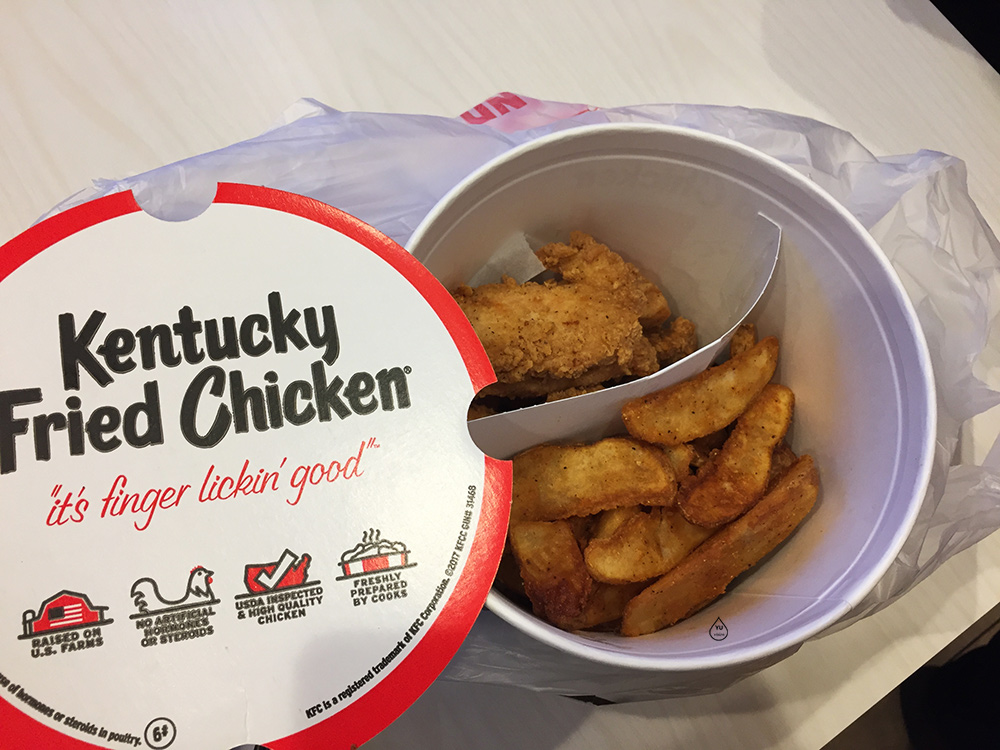 Kentucky
Fried Chicken®
"it's finger lickin' good"™
RAISED ON
U.S. FARMS
NO ARTIFICIAL
HORMONES
OR STEROIDS
USDA INSPECTED
& HIGH QUALITY
CHICKEN
FRESHLY
PREPARED
BY COOKS
of hormones or steroids in poultry.
6#
KFC is a registered trademark of KFC Corporation. ©2017 KFCC GUN# 31468
YU